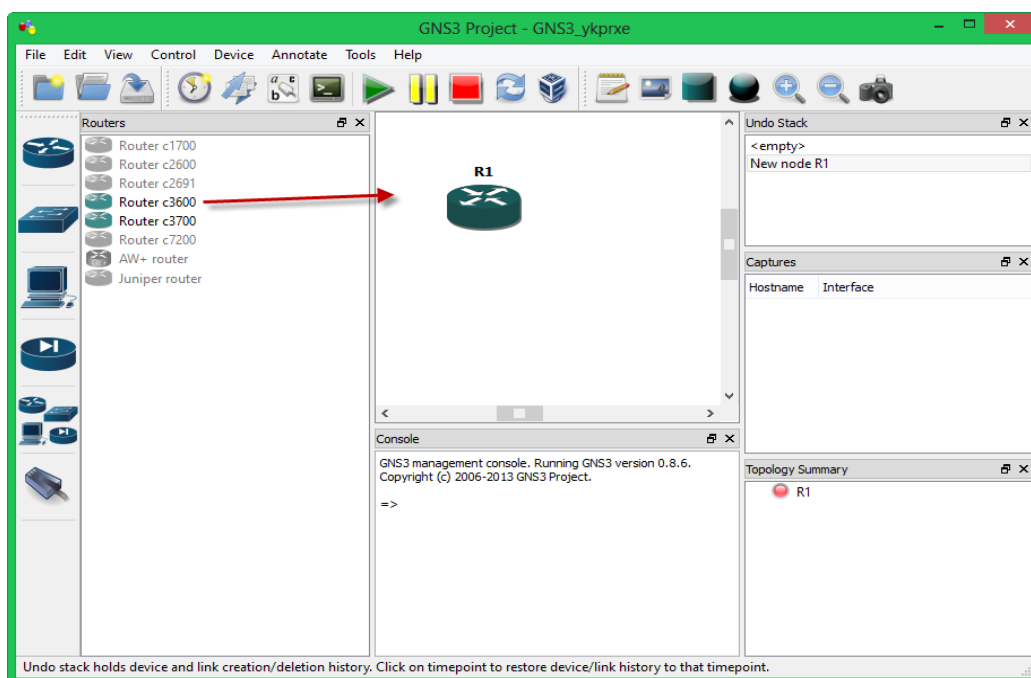 GNS3 Project - GNS3_ykprxe
File Edit View Control Device Annotate Tools Help
Routers
Router c1700
Router c2600
Router c2691
Router c3600
Router c3700
Router c7200
AW+ router
Juniper router
R1
Undo Stack
<empty>
New node R1
Captures
Hostname Interface
Console
GNS3 management console. Running GNS3 version 0.8.6.
Copyright (c) 2006-2013 GNS3 Project.
=>
Topology Summary
R1
Undo stack holds device and link creation/deletion history. Click on timepoint to restore device/link history to that timepoint.